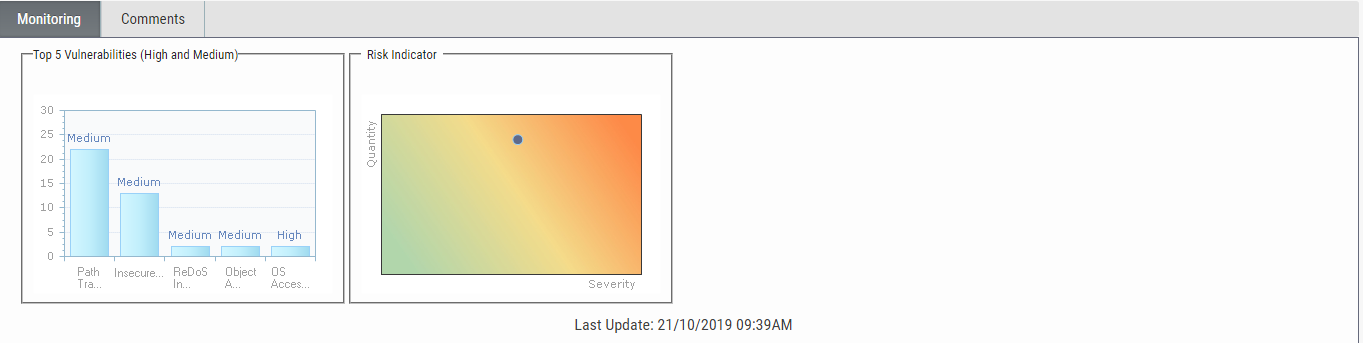 Monitoring Comments
Top 5 Vulnerabilities (High and Medium)
30
25
20
15
10
5
0
Medium
Medium
Medium
Medium
High
Path
Tra...
Insecure...
ReDoS
In...
Object
A...
OS
Acces...
Risk Indicator
Quantity
Severity
Last Update: 21/10/2019 09:39AM